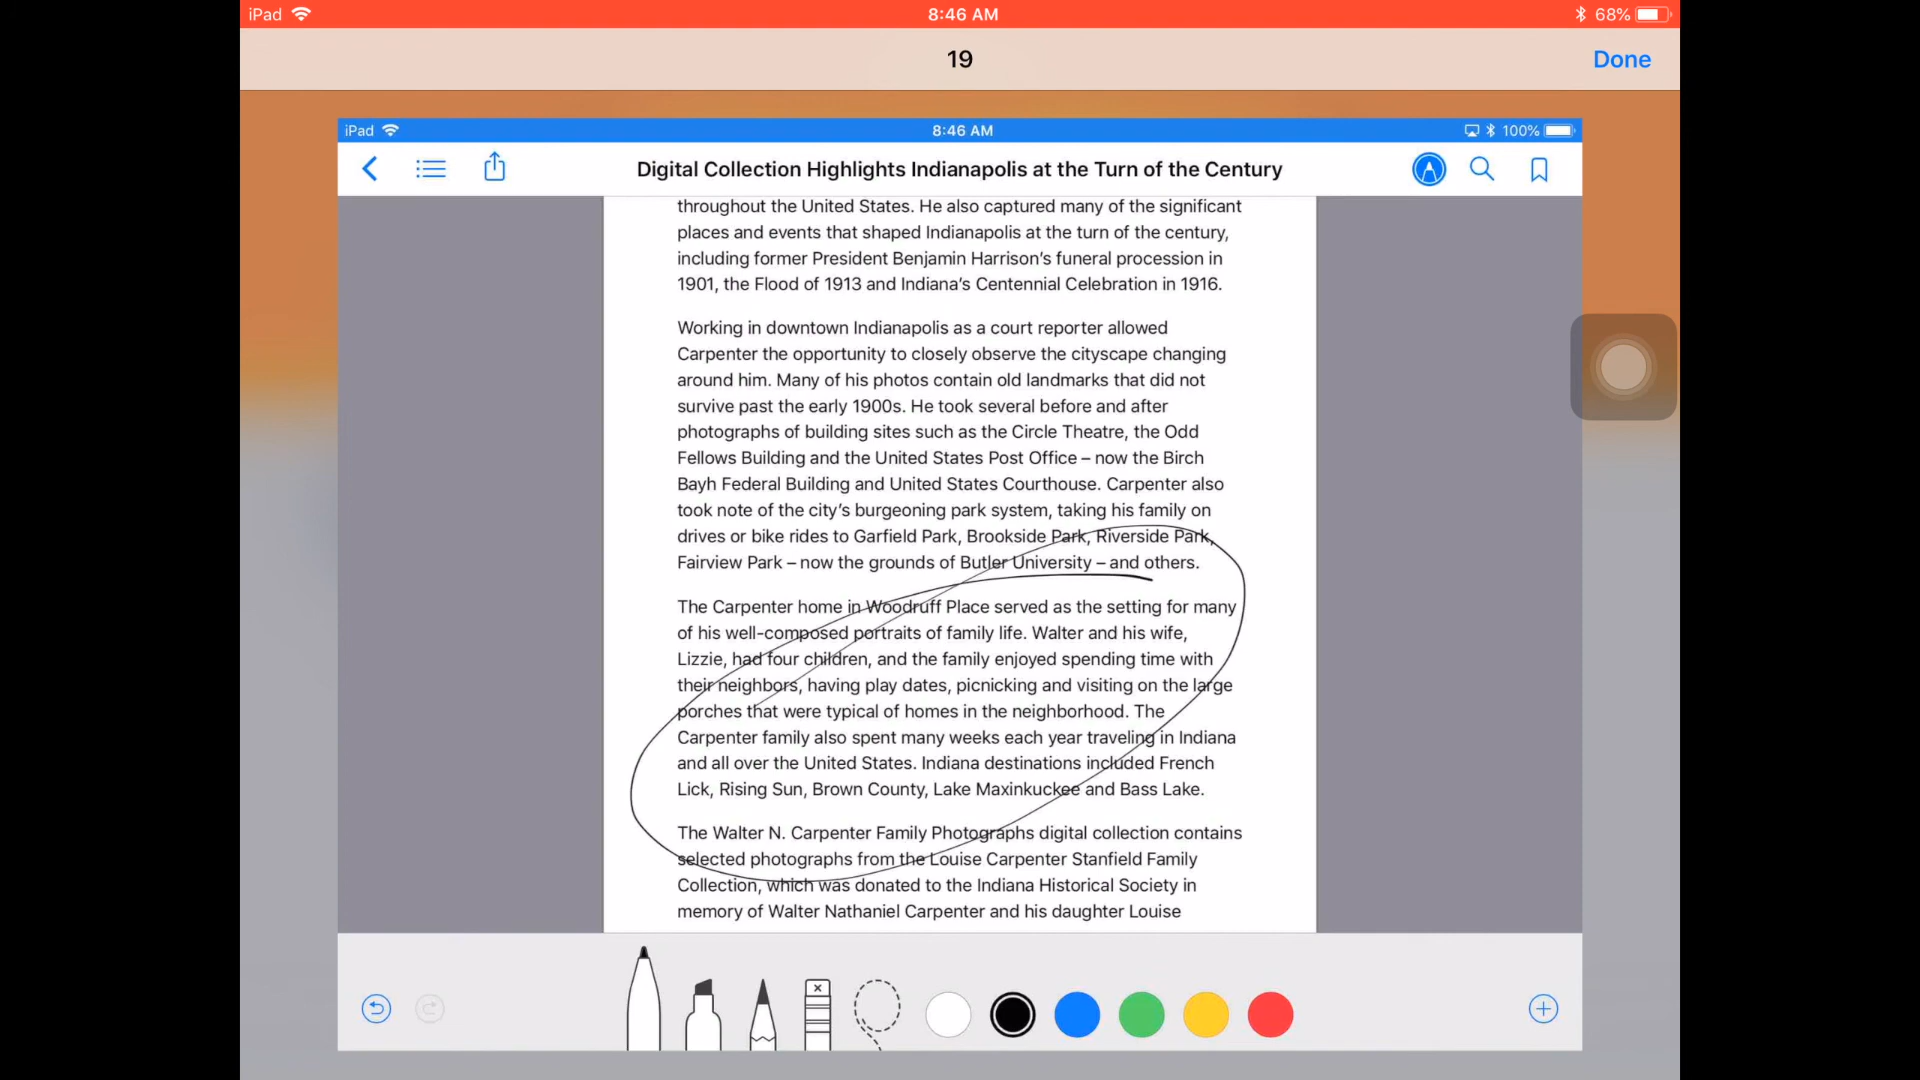 iPad 8:46 AM 68%
19 Done
iPad 8:46 AM 100%
Digital Collection Highlights Indianapolis at the Turn of the Century
throughout the United States. He also captured many of the significant
places and events that shaped Indianapolis at the turn of the century,
including former President Benjamin Harrison’s funeral procession in
1901, the Flood of 1913 and Indiana’s Centennial Celebration in 1916.
Working in downtown Indianapolis as a court reporter allowed
Carpenter the opportunity to closely observe the cityscape changing
around him. Many of his photos contain old landmarks that did not
survive past the early 1900s. He took several before and after
photographs of building sites such as the Circle Theatre, the Odd
Fellows Building and the United States Post Office – now the Birch
Bayh Federal Building and United States Courthouse. Carpenter also
took note of the city’s burgeoning park system, taking his family on
drives or bike rides to Garfield Park, Brookside Park, Riverside Park,
Fairview Park – now the grounds of Butler University – and others.
The Carpenter home in Woodruff Place served as the setting for many
of his well-composed portraits of family life. Walter and his wife,
Lizzie, had four children, and the family enjoyed spending time with
their neighbors, having play dates, picnicking and visiting on the large
porches that were typical of homes in the neighborhood. The
Carpenter family also spent many weeks each year traveling in Indiana
and all over the United States. Indiana destinations included French
Lick, Rising Sun, Brown County, Lake Maxinkuckee and Bass Lake.
The Walter N. Carpenter Family Photographs digital collection contains
selected photographs from the Louise Carpenter Stanfield Family
Collection, which was donated to the Indiana Historical Society in
memory of Walter Nathaniel Carpenter and his daughter Louise